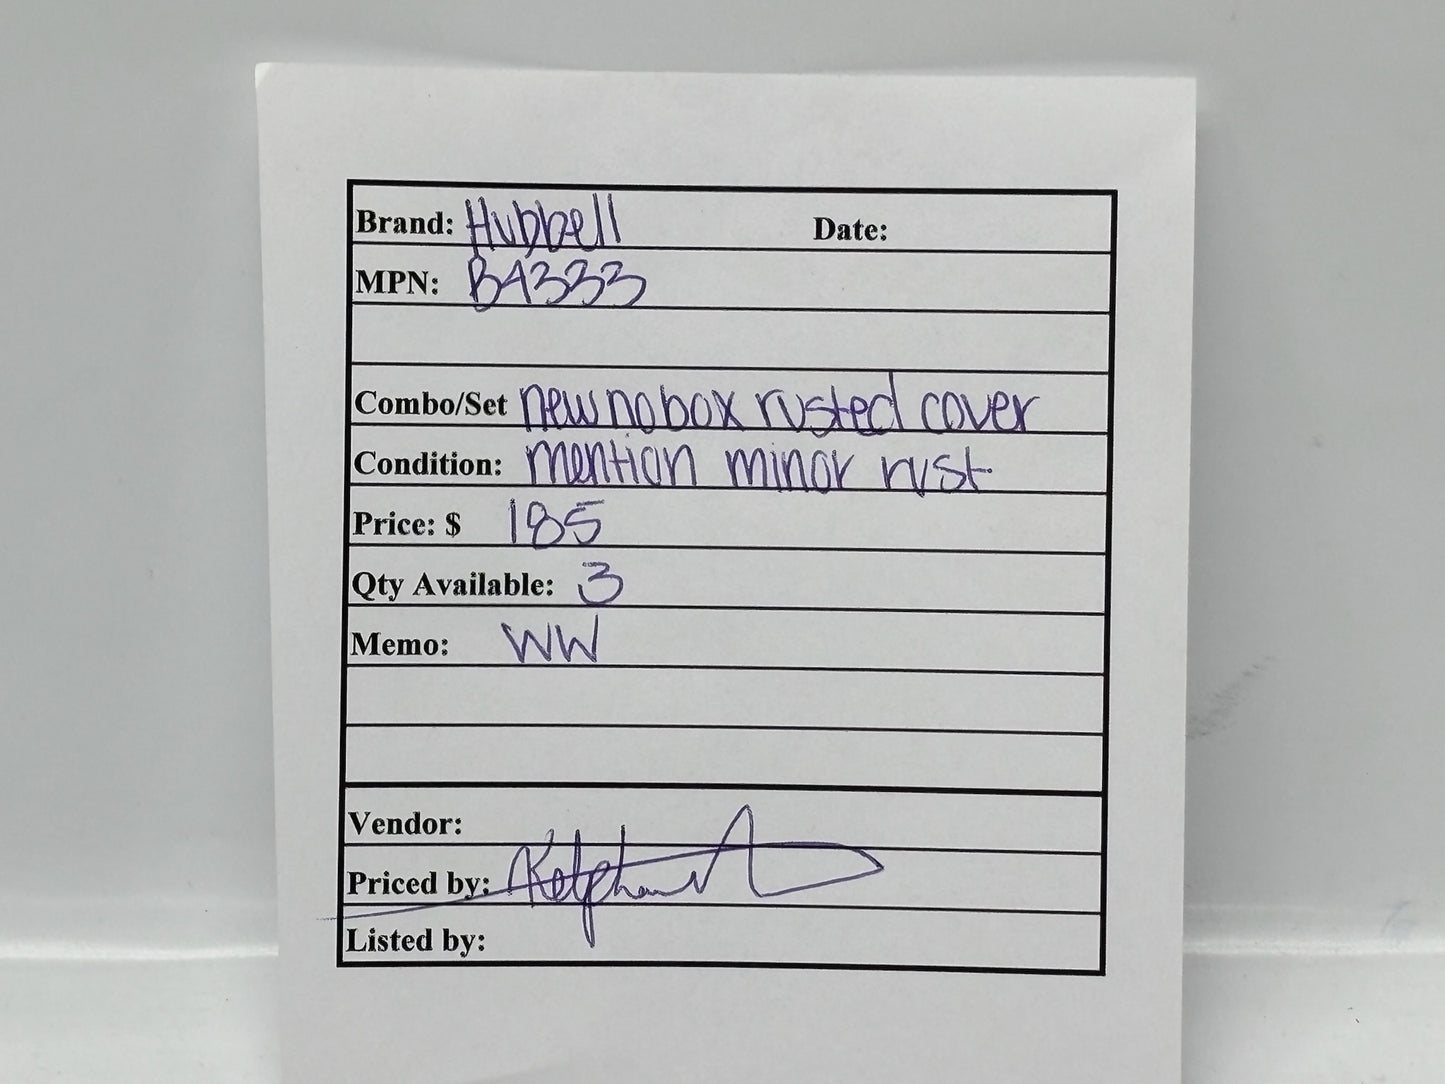 Brand: Hubbell Date:
MPN: BA333
Combo/Set new no box rusted cover
Condition: mention minor rust
Price: $ 185
Qty Available: 3
Memo: WW
Vendor:
Priced by:
Listed by: